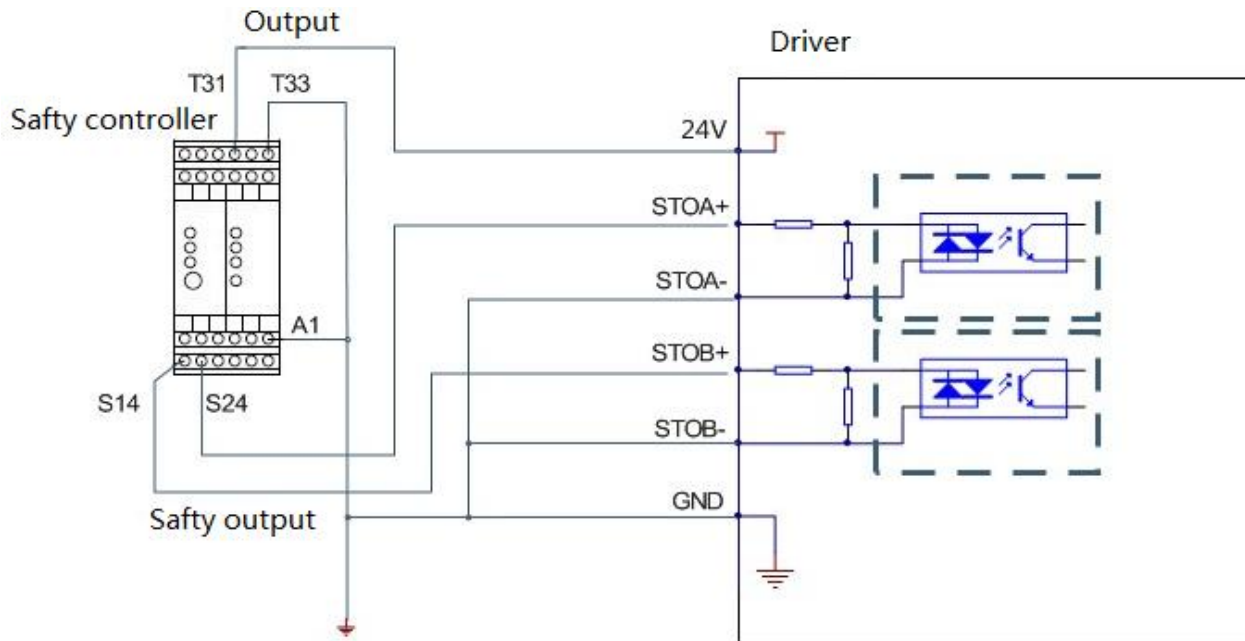 Output
Driver
T31
T33
Safty controller
24V
STOA+
STOA-
A1
STOB+
S14
S24
STOB-
GND
Safty output